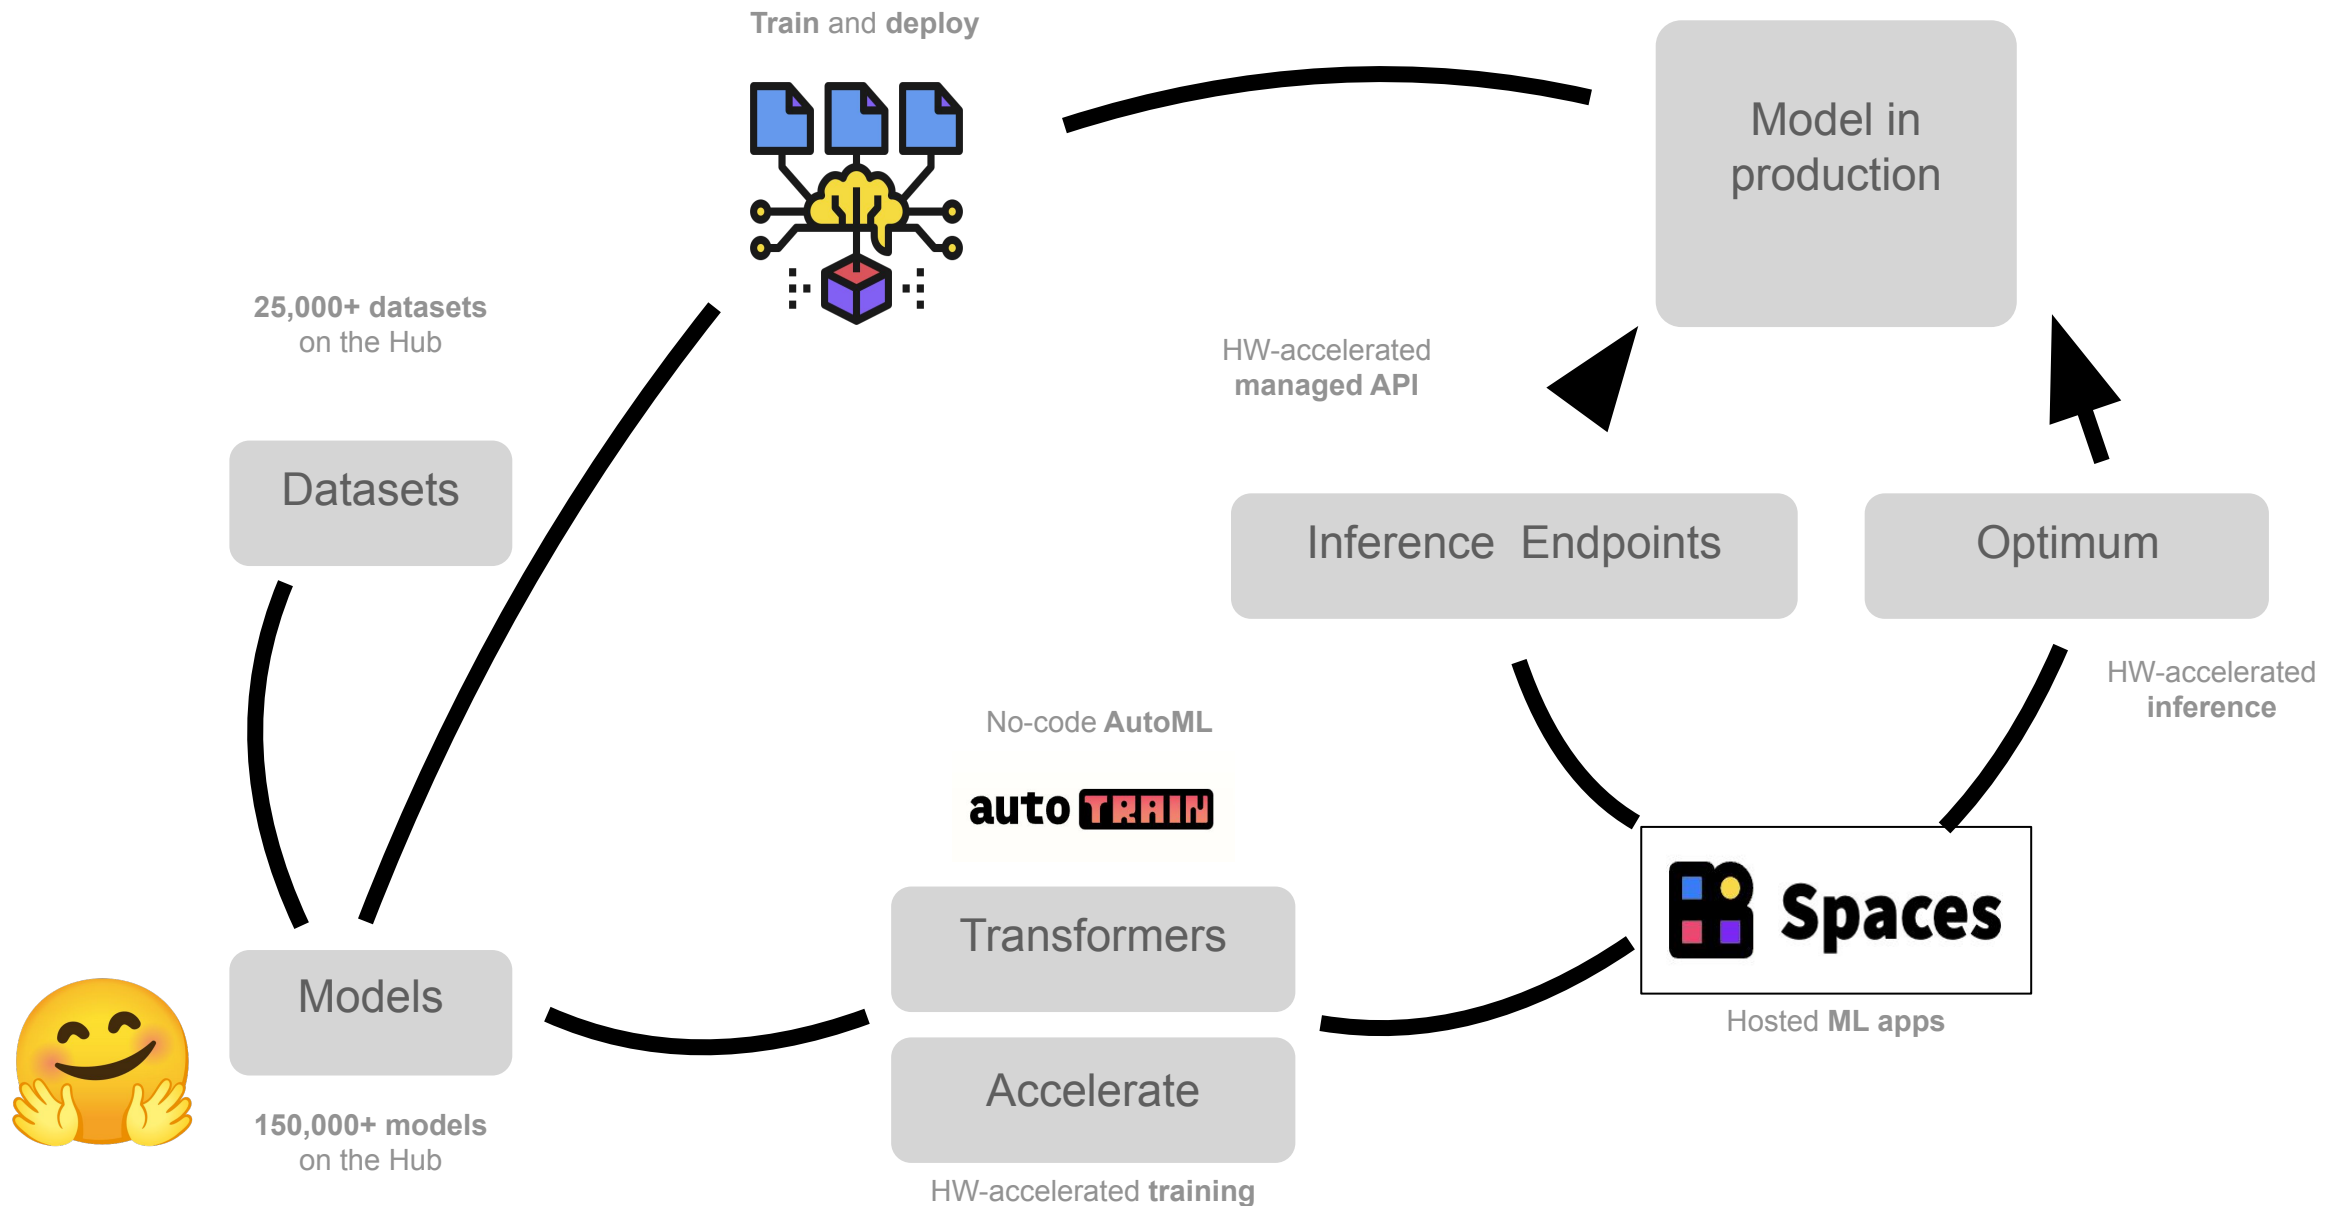 Train and deploy
Model in
production
25,000+ datasets
on the Hub
HW-accelerated
managed API
Datasets
Inference Endpoints
Optimum
HW-accelerated
inference
No-code AutoML
auto TRAIN
Transformers
Spaces
Models
Hosted ML apps
Accelerate
150,000+ models
on the Hub
HW-accelerated training